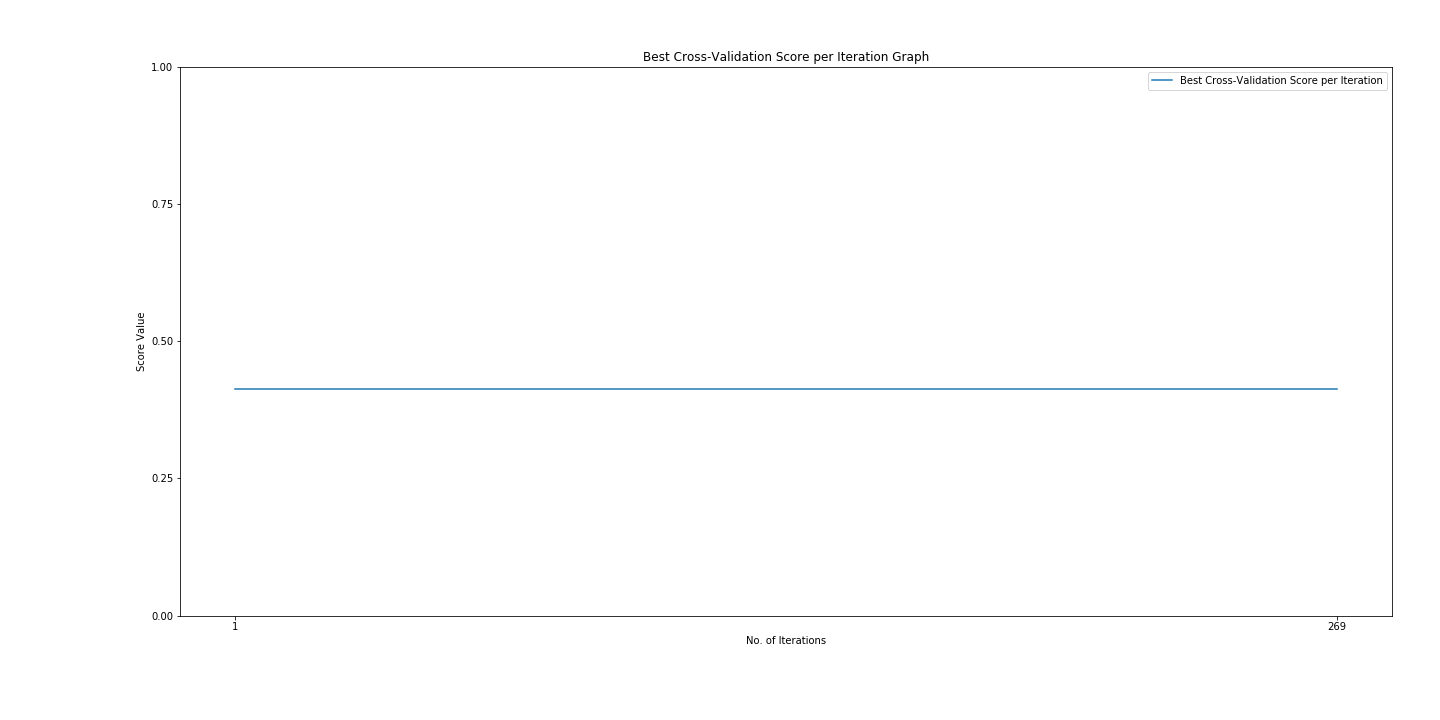 Best Cross-Validation Score per Iteration Graph
1.00
Best Cross-Validation Score per Iteration
0.75
0.50
Score Value
0.25
0.00
1
269
No. of Iterations